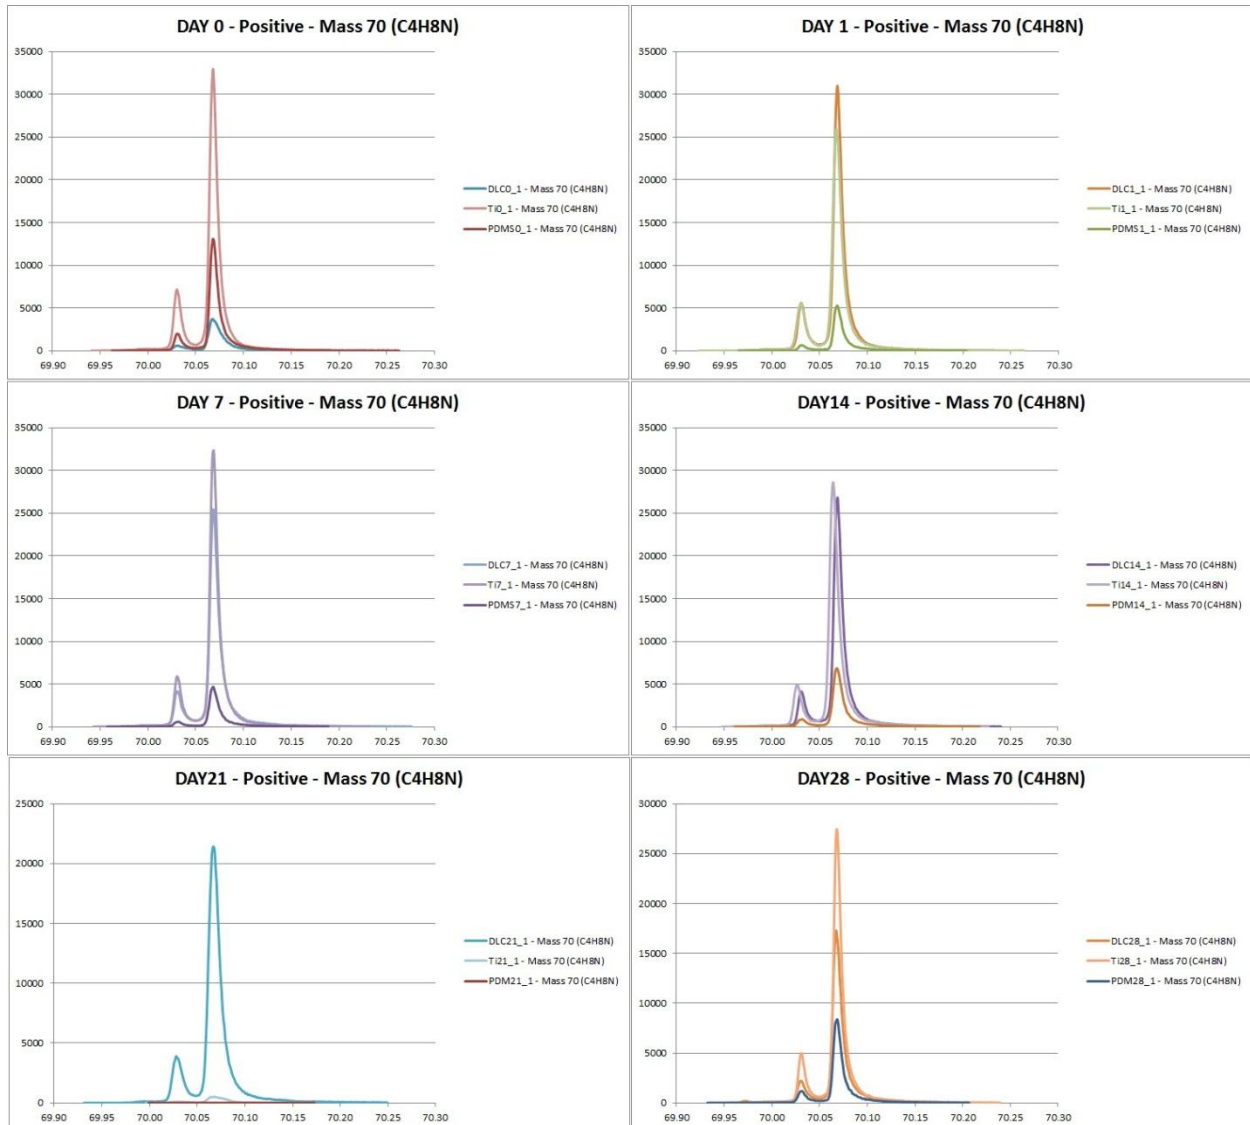 DAY 0 - Positive - Mass 70 (C4H8N)
35000
30000
25000
20000
15000
10000
5000
0
69.90 69.95 70.00 70.05 70.10 70.15 70.20 70.25 70.30
DLC0_1 - Mass 70 (C4H8N)
Ti0_1 - Mass 70 (C4H8N)
PDMS0_1 - Mass 70 (C4H8N)
DAY 1 - Positive - Mass 70 (C4H8N)
35000
30000
25000
20000
15000
10000
5000
0
69.90 69.95 70.00 70.05 70.10 70.15 70.20 70.25 70.30
DLC1_1 - Mass 70 (C4H8N)
Ti1_1 - Mass 70 (C4H8N)
PDMS1_1 - Mass 70 (C4H8N)
DAY 7 - Positive - Mass 70 (C4H8N)
35000
30000
25000
20000
15000
10000
5000
0
69.90 69.95 70.00 70.05 70.10 70.15 70.20 70.25 70.30
DLC7_1 - Mass 70 (C4H8N)
Ti7_1 - Mass 70 (C4H8N)
PDMS7_1 - Mass 70 (C4H8N)
DAY14 - Positive - Mass 70 (C4H8N)
35000
30000
25000
20000
15000
10000
5000
0
69.90 69.95 70.00 70.05 70.10 70.15 70.20 70.25 70.30
DLC14_1 - Mass 70 (C4H8N)
Ti14_1 - Mass 70 (C4H8N)
PDM14_1 - Mass 70 (C4H8N)
DAY21 - Positive - Mass 70 (C4H8N)
25000
20000
15000
10000
5000
0
69.90 69.95 70.00 70.05 70.10 70.15 70.20 70.25 70.30
DLC21_1 - Mass 70 (C4H8N)
Ti21_1 - Mass 70 (C4H8N)
PDM21_1 - Mass 70 (C4H8N)
DAY28 - Positive - Mass 70 (C4H8N)
30000
25000
20000
15000
10000
5000
0
69.90 69.95 70.00 70.05 70.10 70.15 70.20 70.25 70.30
DLC28_1 - Mass 70 (C4H8N)
Ti28_1 - Mass 70 (C4H8N)
PDM28_1 - Mass 70 (C4H8N)